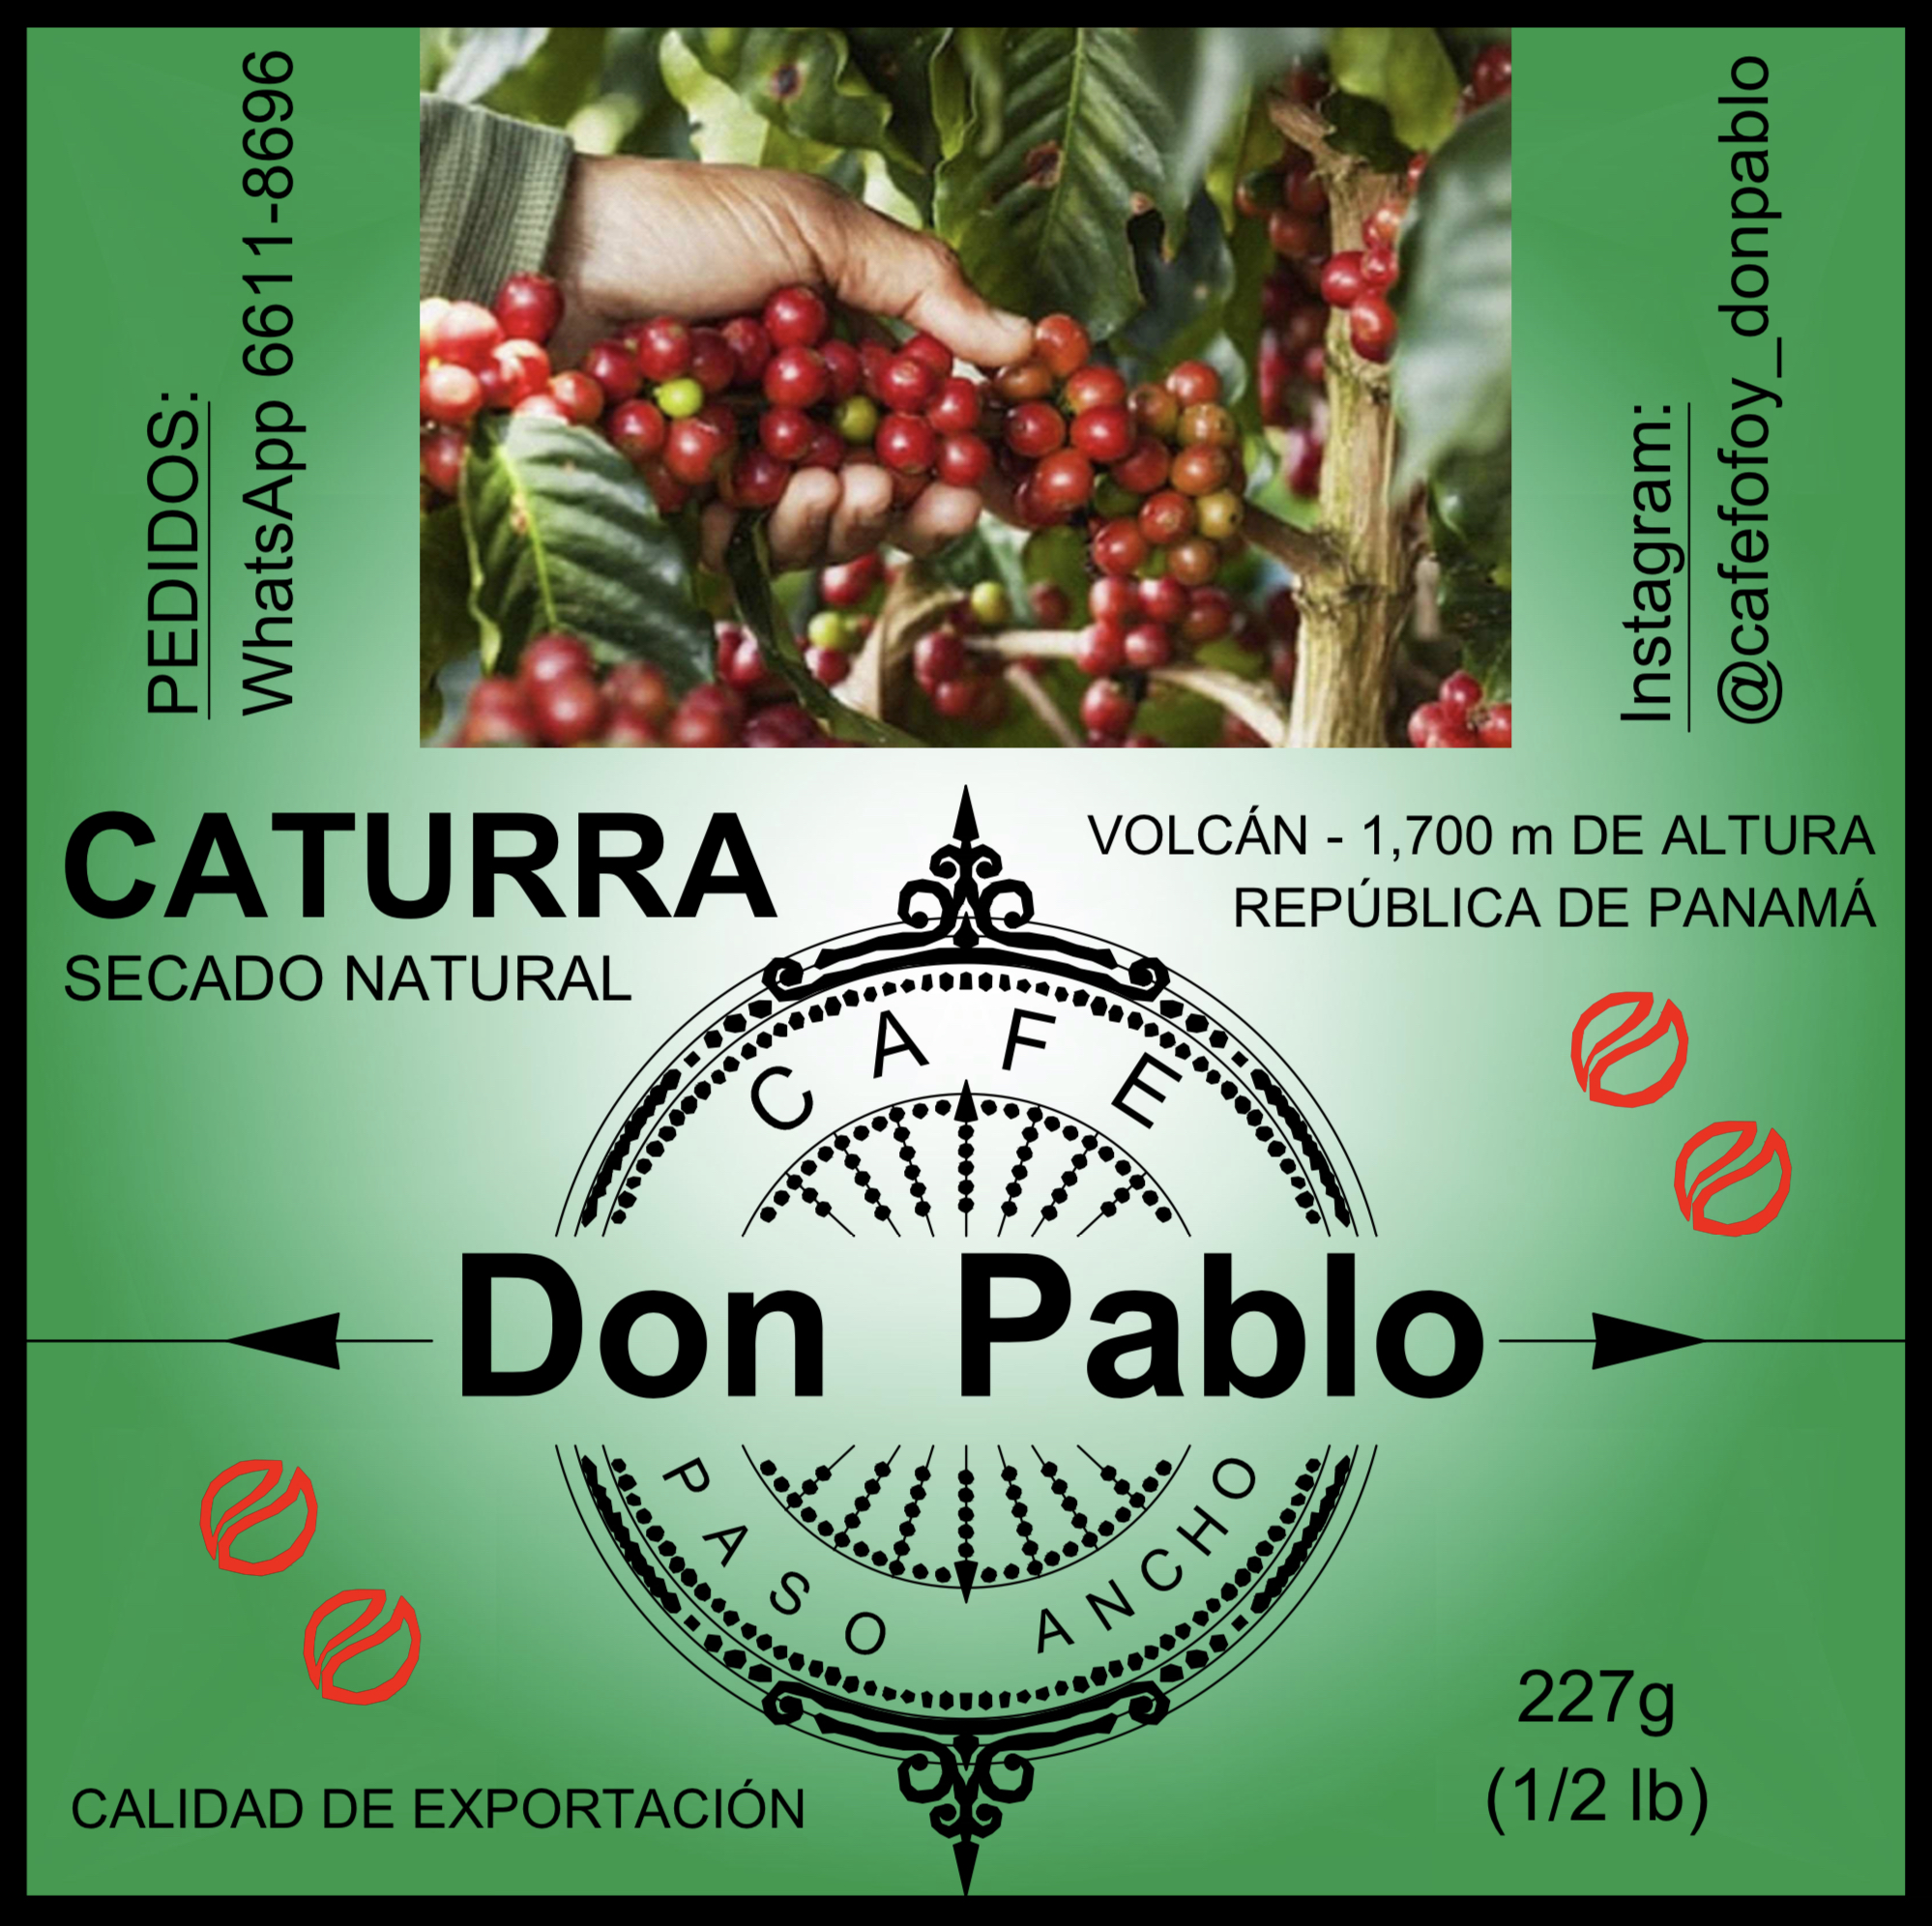 PEDIDOS:
WhatsApp 6611-8696
Instagram:
@cafefofoy_donpablo
CATURRA
SECADO NATURAL
VOLCÁN - 1,700 m DE ALTURA
REPÚBLICA DE PANAMÁ
CAFE
Don Pablo
PASO ANCHO
CALIDAD DE EXPORTACIÓN
227g
(1/2 lb)